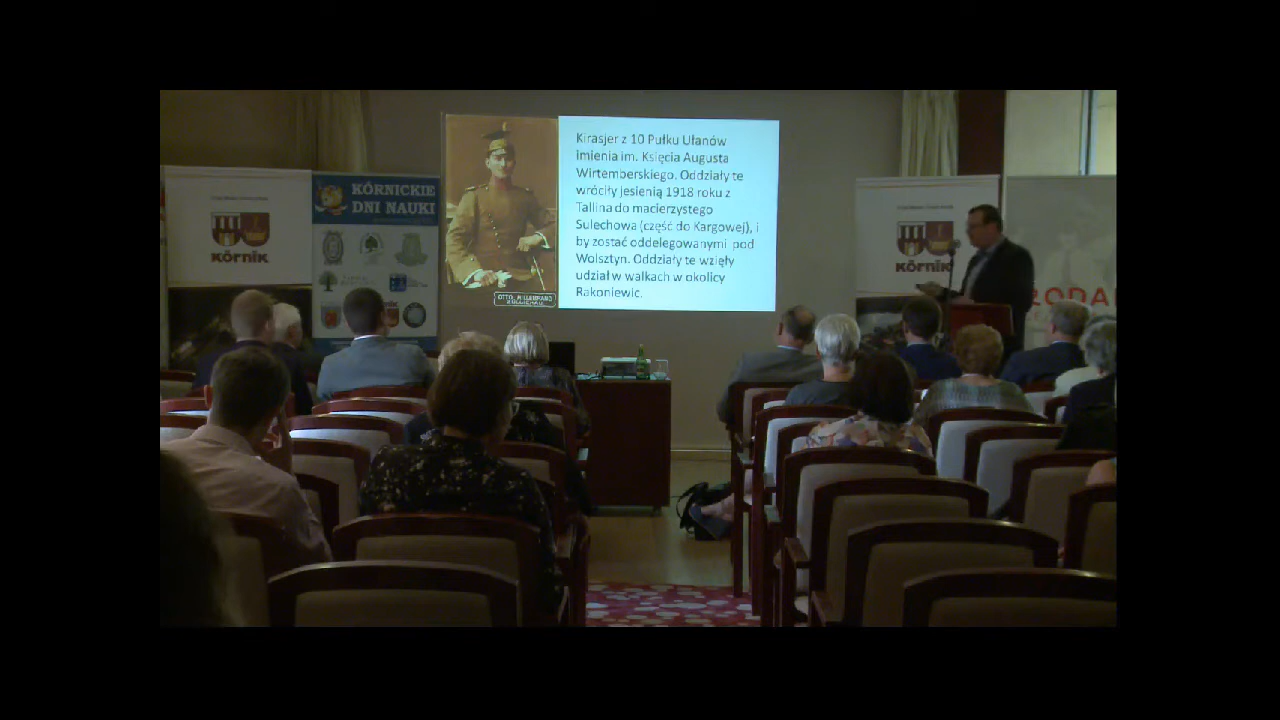 Kirasjer z 10 Pułku Ułanów
imienia im. Księcia Augusta
Wirtemberskiego. Oddziały te
wróciły jesienią 1918 roku z
Tallina do macierzystego
Sulechowa (część do Kargowej), i
by zostać oddelegowanymi pod
Wolsztyn. Oddziały te wzięły
udział w walkach w okolicy
Rakoniewic.
OTTO HILLEBRAND
KÓRNICKIE
DNI NAUKI
KÓRNIK
KÓRNIK